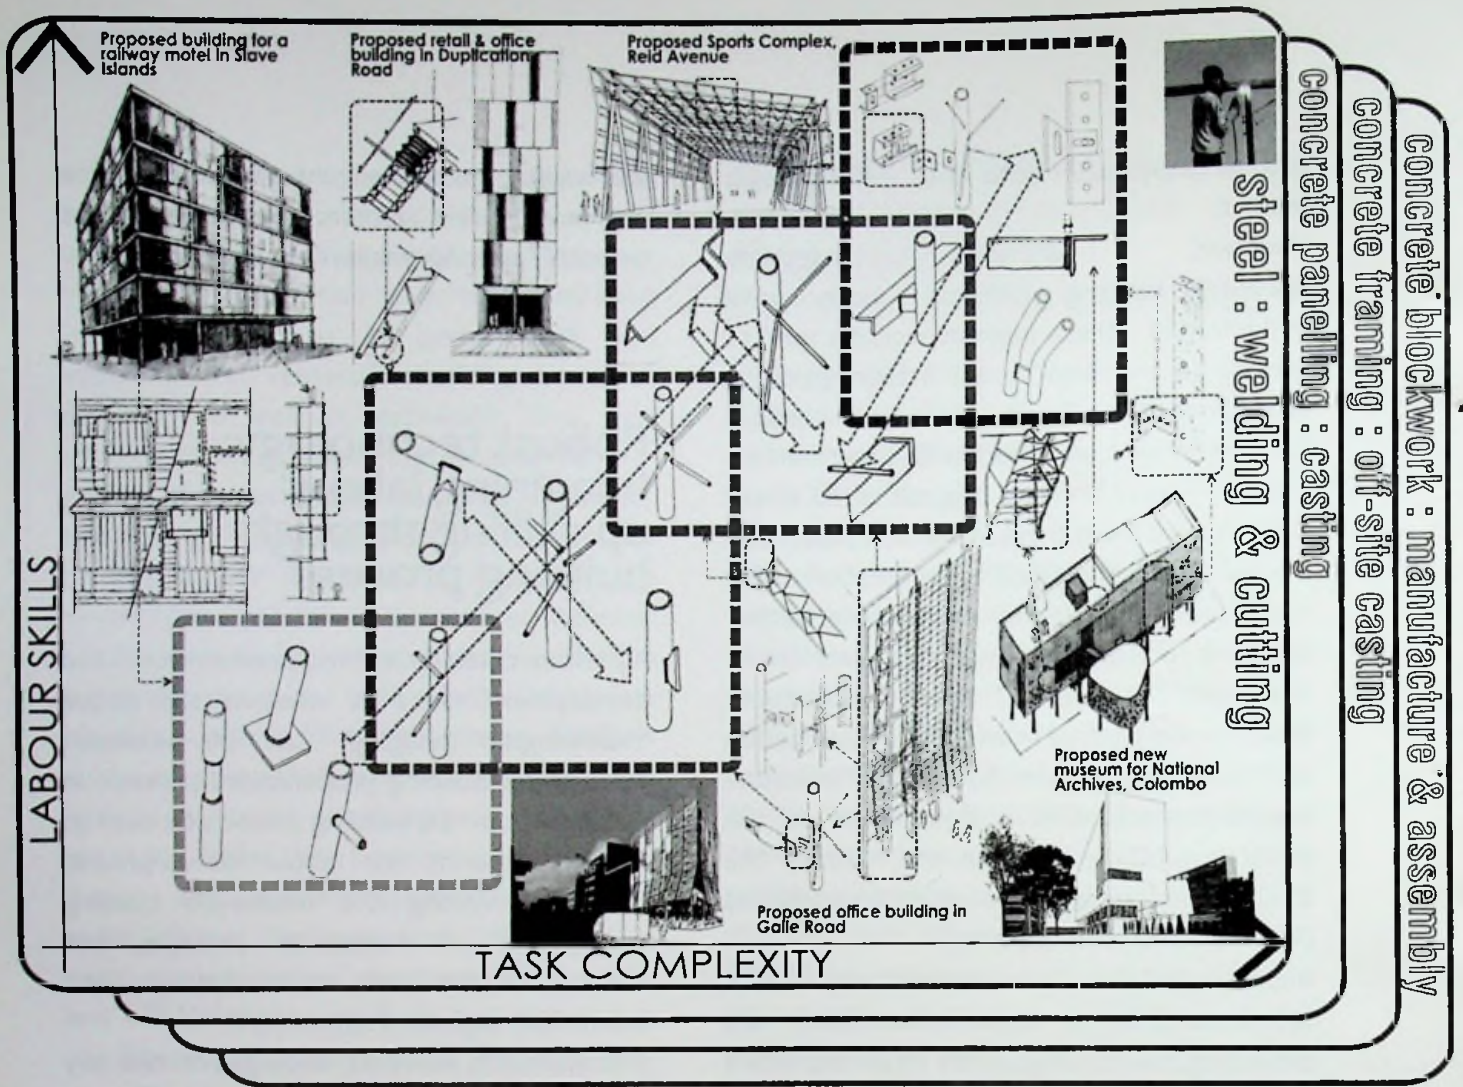 Proposed building for a
railway motel in Slave
Islands
Proposed retail & office
building in Duplication
Road
Proposed Sports Complex,
Reid Avenue
steel : welding & cutting
concrete panelling : casting
concrete framing : off-site casting
concrete blockwork : manufacture & assembly
LABOUR SKILLS
Proposed new
museum for National
Archives, Colombo
Proposed office building in
Galle Road
TASK COMPLEXITY